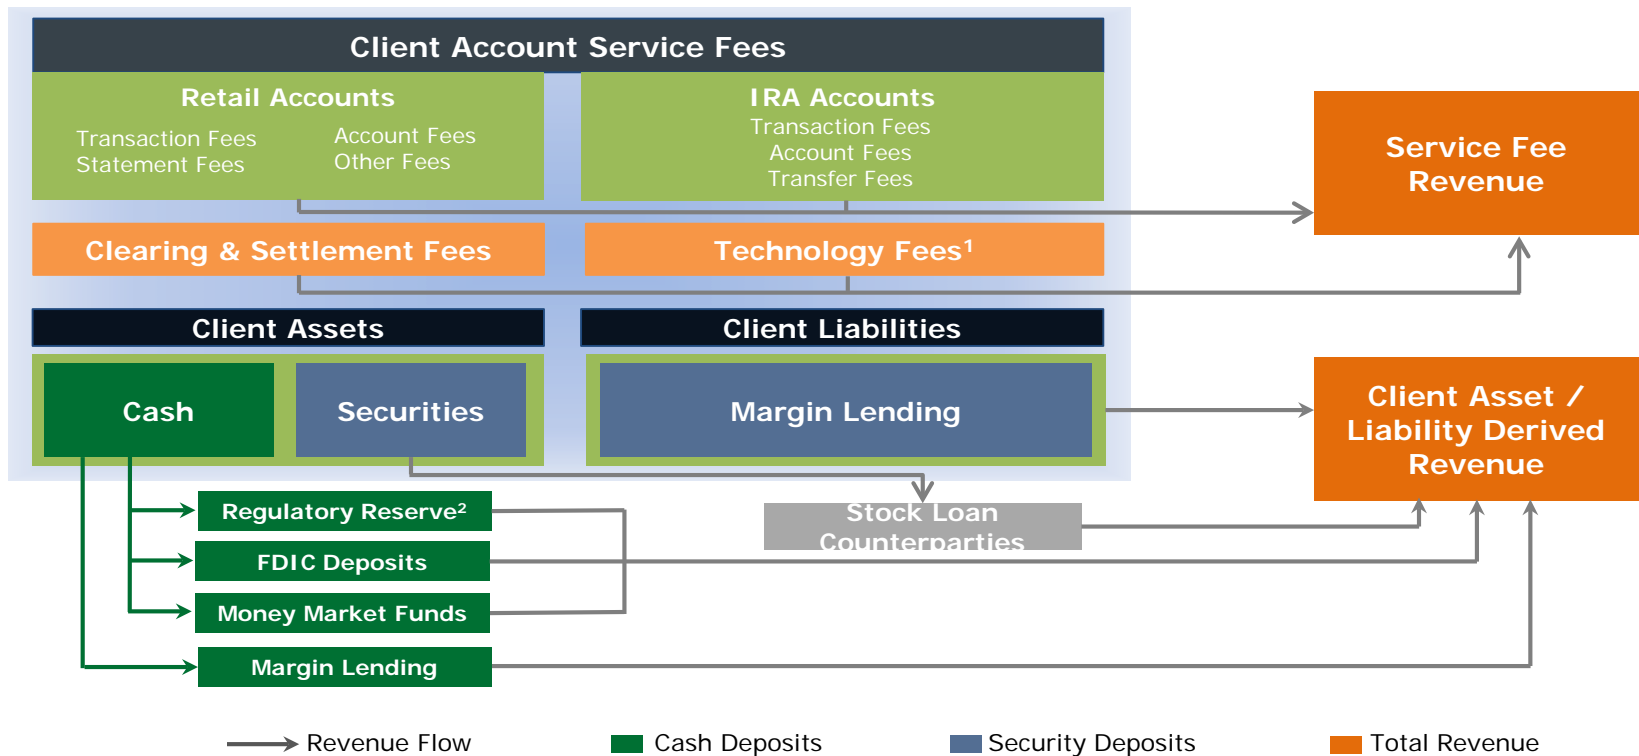 Client Account Service Fees
Retail Accounts
Transaction Fees
Statement Fees
Account Fees
Other Fees
IRA Accounts
Transaction Fees
Account Fees
Transfer Fees
Service Fee
Revenue
Clearing & Settlement Fees
Technology Fees¹
Client Assets
Client Liabilities
Cash
Securities
Margin Lending
Client Asset /
Liability Derived
Revenue
Regulatory Reserve²
Stock Loan
Counterparties
FDIC Deposits
Money Market Funds
Margin Lending
Revenue Flow
Cash Deposits
Security Deposits
Total Revenue